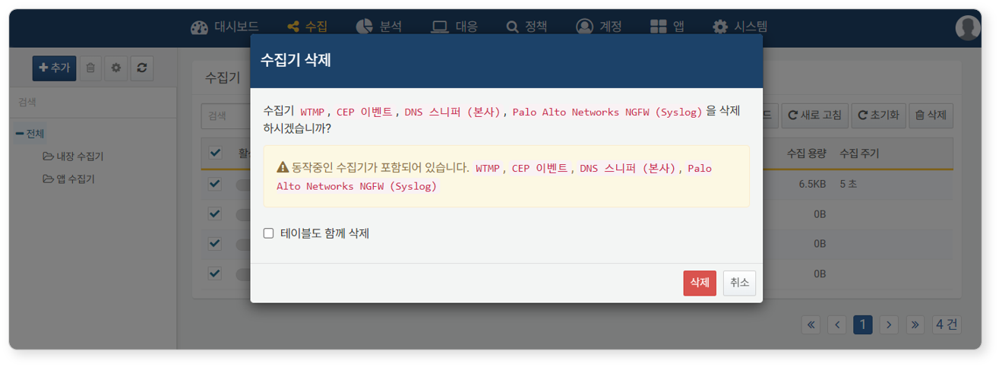 대시보드 수집 분석 대응 정책 계정 앱 시스템
추가
검색
전체
내장 수집기
앱 수집기
수집기
검색
드 새로 고침 초기화 삭제
수집 용량 수집 주기
6.5KB 5 초
0B
0B
0B
1 4 건
수집기 삭제
수집기 WTMP, CEP 이벤트, DNS 스니퍼 (본사), Palo Alto Networks NGFW (Syslog) 을 삭제
하시겠습니까?
동작중인 수집기가 포함되어 있습니다. WTMP, CEP 이벤트, DNS 스니퍼 (본사), Palo
Alto Networks NGFW (Syslog)
테이블도 함께 삭제
삭제 취소